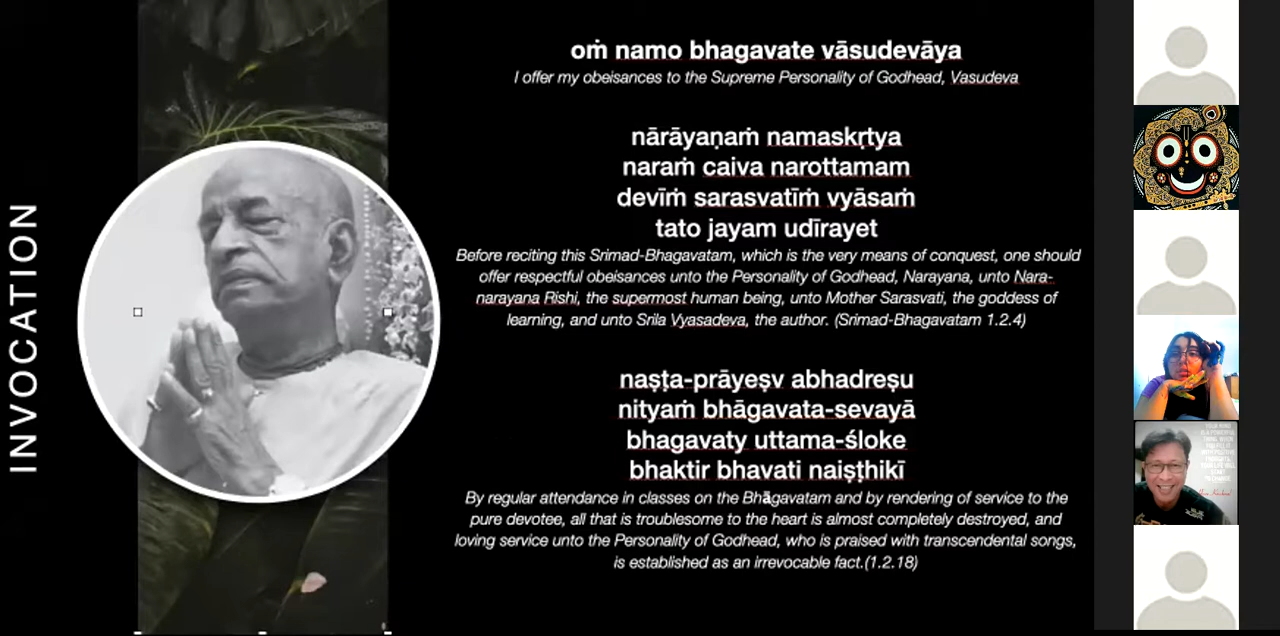 INVOCATION
oṁ namo bhagavate vāsudevāya
I offer my obeisances to the Supreme Personality of Godhead, Vasudeva
nārāyaṇaṁ namaskṛtya
naraṁ caiva narottamam
devīṁ sarasvatīṁ vyāsaṁ
tato jayam udīrayet
Before reciting this Srimad-Bhagavatam, which is the very means of conquest, one should
offer respectful obeisances unto the Personality of Godhead, Narayana, unto Nara-
narayana Rishi, the supermost human being, unto Mother Sarasvati, the goddess of
learning, and unto Srila Vyasadeva, the author. (Srimad-Bhagavatam 1.2.4)
naṣṭa-prāyeṣv abhadreṣu
nityaṁ bhāgavata-sevayā
bhagavaty uttama-śloke
bhaktir bhavati naiṣṭhikī
By regular attendance in classes on the Bhāgavatam and by rendering of service to the
pure devotee, all that is troublesome to the heart is almost completely destroyed, and
loving service unto the Personality of Godhead, who is praised with transcendental songs,
is established as an irrevocable fact.(1.2.18)